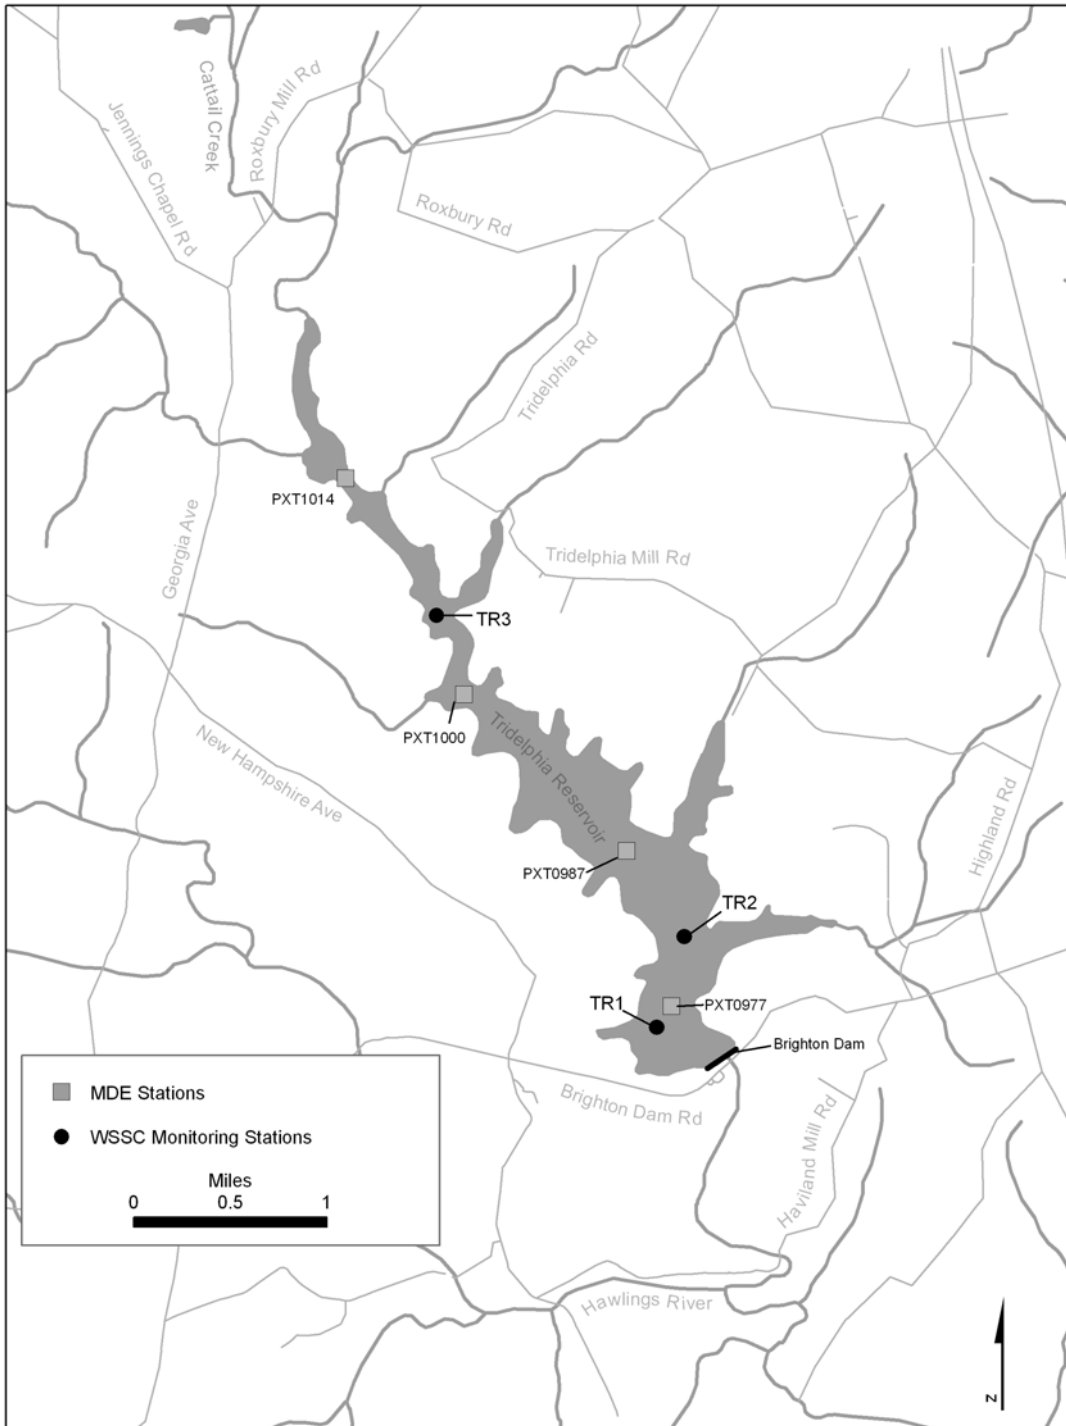 Cattail Creek
Roxbury Mill Rd
Jennings Chapel Rd
Roxbury Rd
Tridelphia Rd
PXT1014
Georgia Ave
Tridelphia Mill Rd
TR3
PXT1000
Tridelphia Reservoir
New Hampshire Ave
Highland Rd
PXT0987
TR2
TR1
PXT0977
Brighton Dam
Brighton Dam Rd
Haviland Mill Rd
MDE Stations
WSSC Monitoring Stations
Miles
0 0.5 1
Hawlings River
N